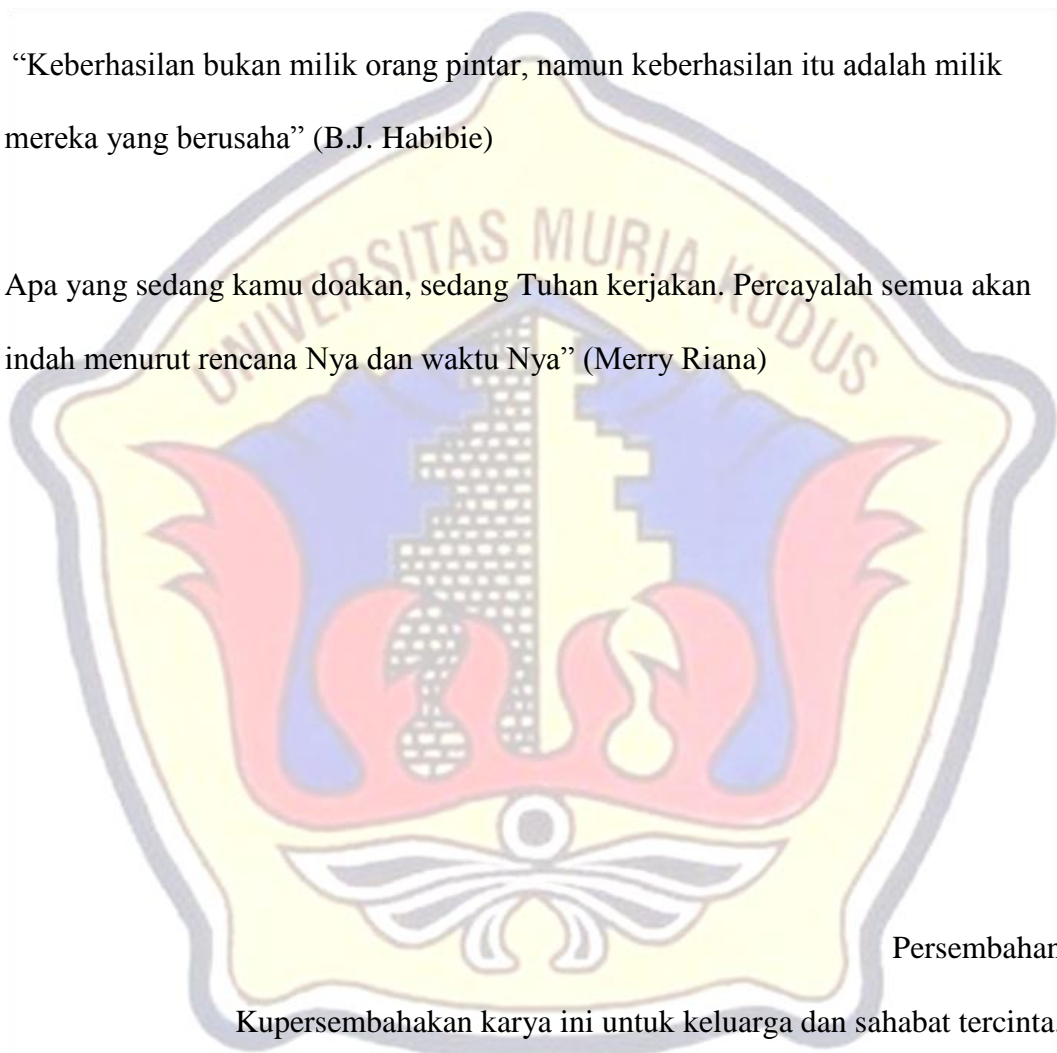 “Keberhasilan bukan milik orang pintar, namun keberhasilan itu adalah milik
mereka yang berusaha” (B.J. Habibie)
UNIVERSITAS MURIA KUDUS
Apa yang sedang kamu doakan, sedang Tuhan kerjakan. Percayalah semua akan
indah menurut rencana Nya dan waktu Nya” (Merry Riana)
Persembahan
Kupersembahakan karya ini untuk keluarga dan sahabat tercinta.